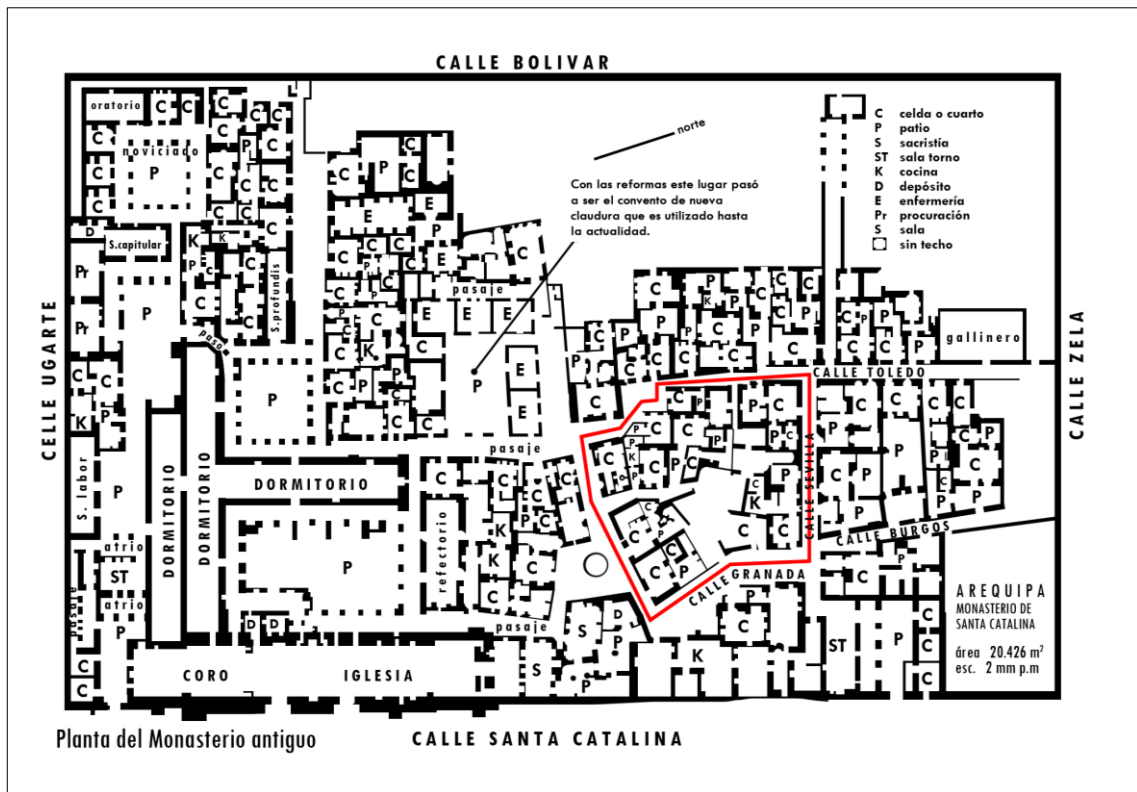 CALLE BOLIVAR
oratorio
noviciado
norte
C celda o cuarto
P patio
S sacristía
ST sala torno
K cocina
D depósito
E enfermería
Pr procuración
S sala
sin techo
Con las reformas este lugar pasó
a ser el convento de nueva
claudura que es utilizado hasta
la actualidad.
S.capitular
S.profundis
pasaje
paso
gallinero
CALLE TOLEDO
CELLE UGARTE
CALLE ZELA
pasaje
CALLE SEVILLA
DORMITORIO
DORMITORIO
DORMITORIO
S. labor
refectorio
CALLE BURGOS
CALLE GRANADA
atrio
ST
atrio
pasaje
pasaje
AREQUIPA
MONASTERIO DE
SANTA CATALINA
área 20.426 m²
esc. 2 mm p.m
ST
CORO
IGLESIA
Planta del Monasterio antiguo
CALLE SANTA CATALINA